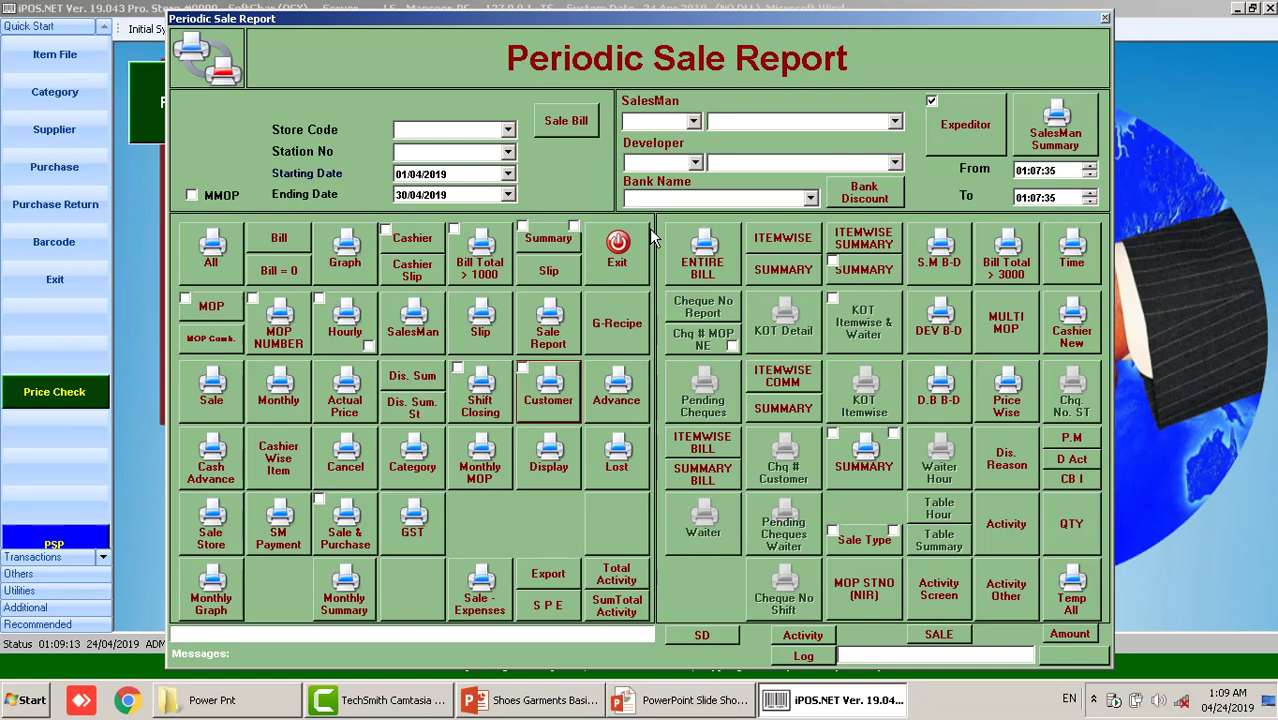 iPOS.NET Ver. 19.043 Pro. Store #0009
Quick Start
Initial Sy
Item File
Category
Supplier
Purchase
Purchase Return
Barcode
Exit
Price Check
PSP
Transactions
Others
Utilities
Additional
Recommended
Status 01:09:13 24/04/2019 ADM
Periodic Sale Report
Periodic Sale Report
Store Code
Station No
Starting Date 01/04/2019
MMOP Ending Date 30/04/2019
Sale Bill
SalesMan
Developer
Bank Name
Bank Discount
Expeditor
SalesMan Summary
From 01:07:35
To 01:07:35
All
Bill
Bill = 0
Graph
Cashier
Cashier Slip
Bill Total > 1000
Summary
Slip
Exit
MOP
MOP Comb.
MOP NUMBER
Hourly
SalesMan
Slip
Sale Report
G-Recipe
Sale
Monthly
Actual Price
Dis. Sum
Dis. Sum. St
Shift Closing
Customer
Advance
Cash Advance
Cashier Wise Item
Cancel
Category
Monthly MOP
Display
Lost
Sale Store
SM Payment
Sale & Purchase
GST
Monthly Graph
Monthly Summary
Sale - Expenses
Export
S P E
Total Activity
SumTotal Activity
ENTIRE BILL
ITEMWISE
SUMMARY
ITEMWISE SUMMARY
SUMMARY
S.M B-D
Bill Total > 3000
Time
Cheque No Report
Chq # MOP NE
KOT Detail
KOT Itemwise & Waiter
DEV B-D
MULTI MOP
Cashier New
Pending Cheques
ITEMWISE COMM
SUMMARY
KOT Itemwise
D.B B-D
Price Wise
Chq. No. ST
ITEMWISE BILL
SUMMARY BILL
Chq # Customer
SUMMARY
Waiter Hour
Dis. Reason
P.M
D Act
CB I
Waiter
Pending Cheques Waiter
Sale Type
Table Hour
Table Summary
Activity
QTY
Cheque No Shift
MOP STNO (NIR)
Activity Screen
Activity Other
Temp All
SD
Activity
SALE
Amount
Log
Messages:
Start
Power Pnt
TechSmith Camtasia ...
Shoes Garments Basi...
PowerPoint Slide Sho...
iPOS.NET Ver. 19.04...
EN
1:09 AM
04/24/2019